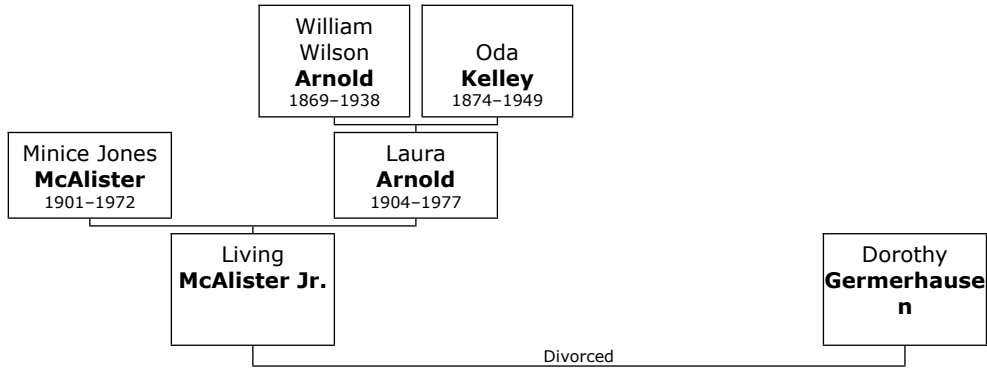 William
Wilson
Arnold
1869–1938
Oda
Kelley
1874–1949
Minice Jones
McAlister
1901–1972
Laura
Arnold
1904–1977
Living
McAlister Jr.
Dorothy
Germerhause
n
Divorced